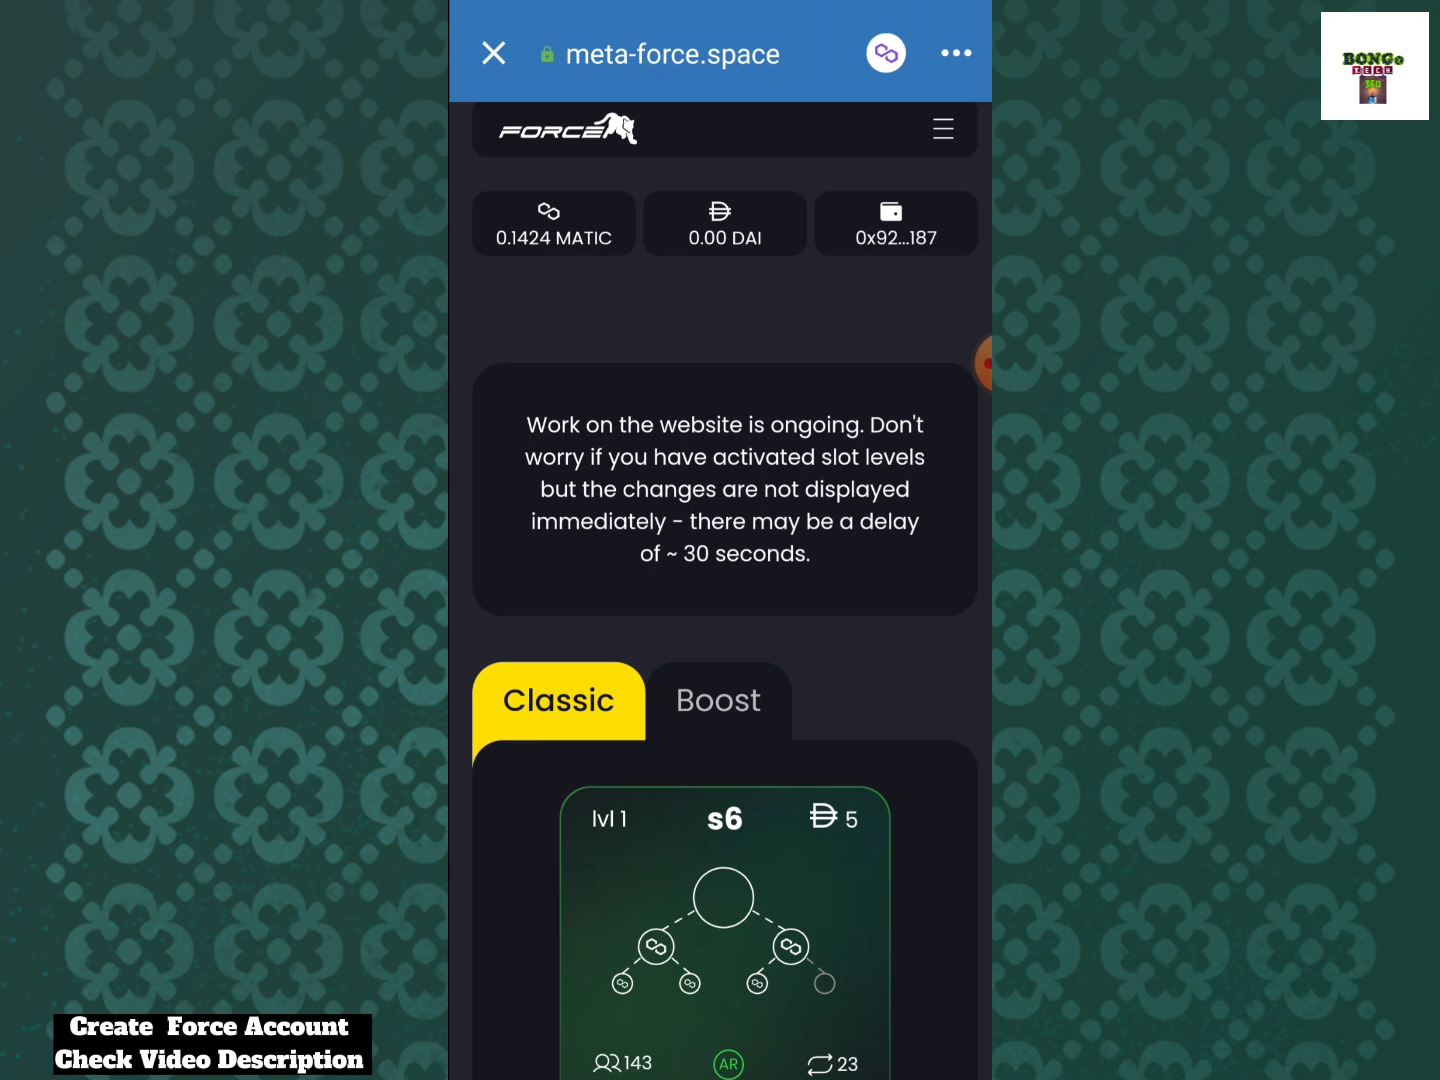 meta-force.space
BONGo
TECH
360
FORCE
0.1424 MATIC
0.00 DAI
0x92...187
Work on the website is ongoing. Don't
worry if you have activated slot levels
but the changes are not displayed
immediately - there may be a delay
of ~ 30 seconds.
Classic
Boost
lvl 1
s6
5
143
AR
23
Create Force Account
Check Video Description